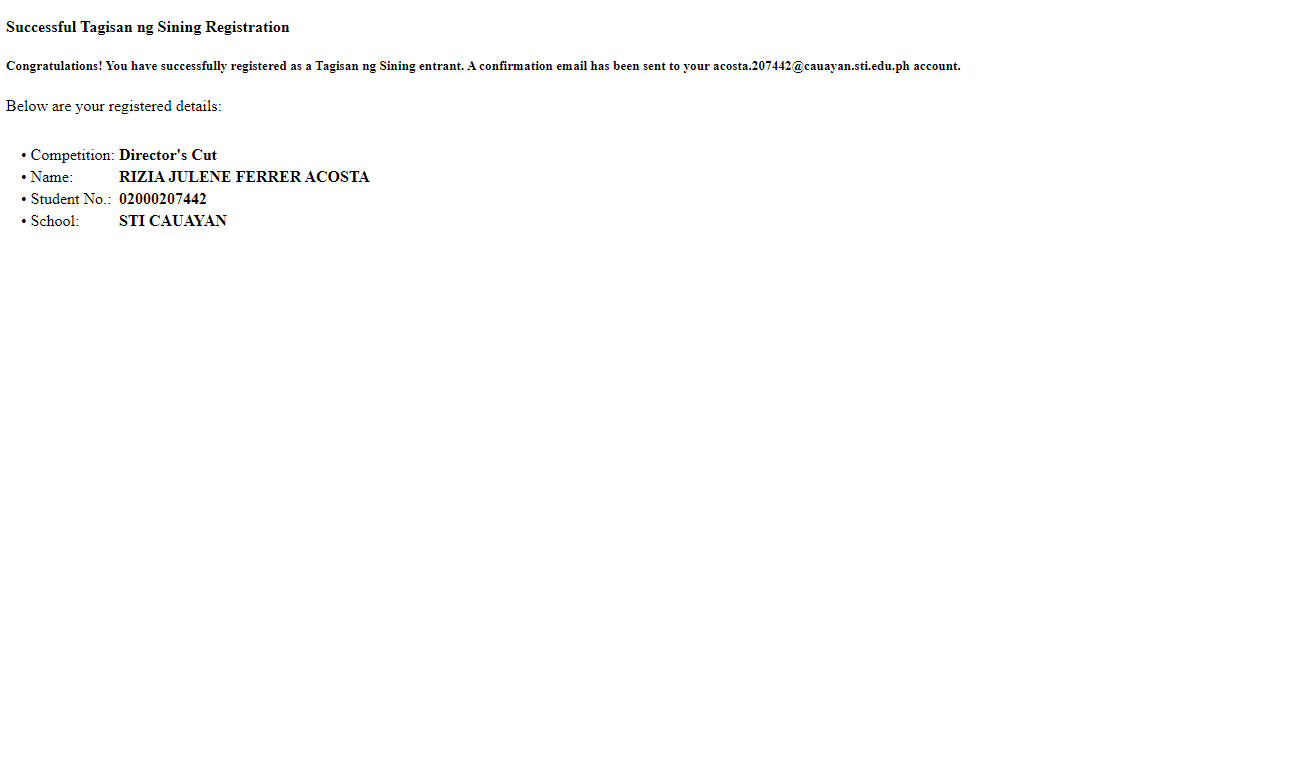 Successful Tagisan ng Sining Registration
Congratulations! You have successfully registered as a Tagisan ng Sining entrant. A confirmation email has been sent to your acosta.207442@cauayan.sti.edu.ph account.
Below are your registered details:
• Competition: Director's Cut
• Name: RIZIA JULENE FERRER ACOSTA
• Student No.: 02000207442
• School: STI CAUAYAN